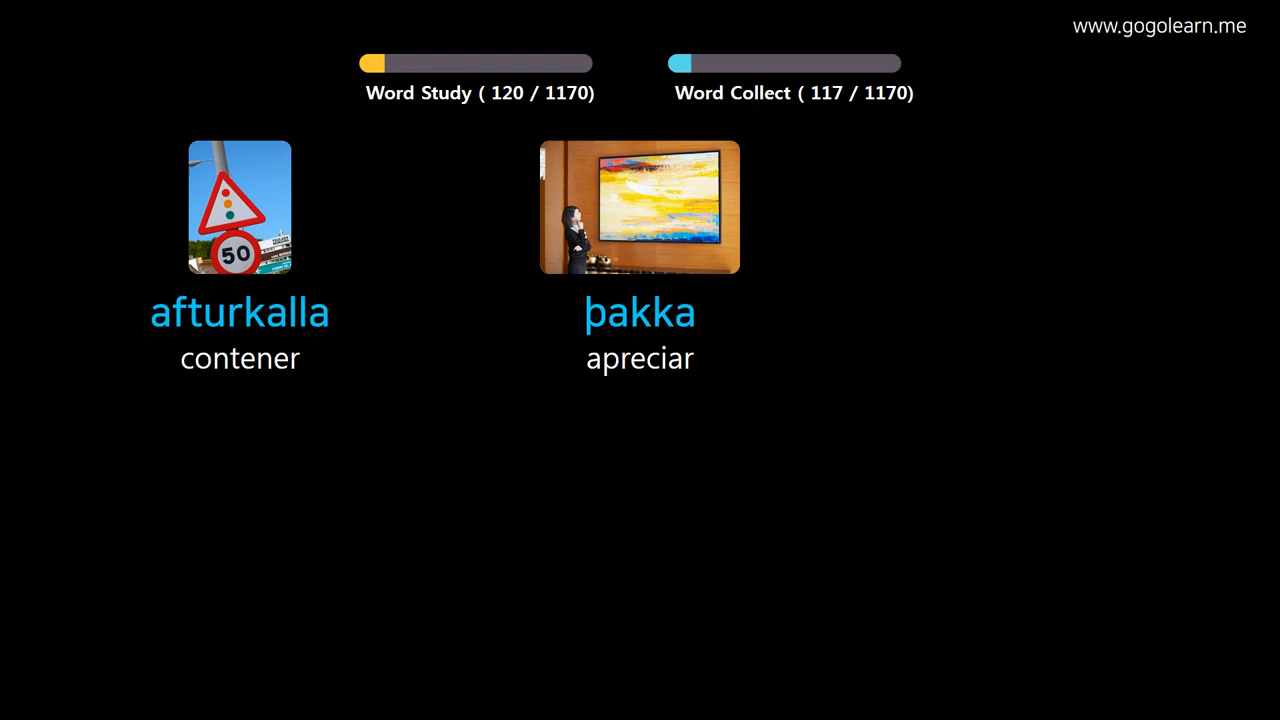 www.gogolearn.me
Word Study ( 120 / 1170)
Word Collect ( 117 / 1170)
50
afturkalla
contener
þakka
apreciar